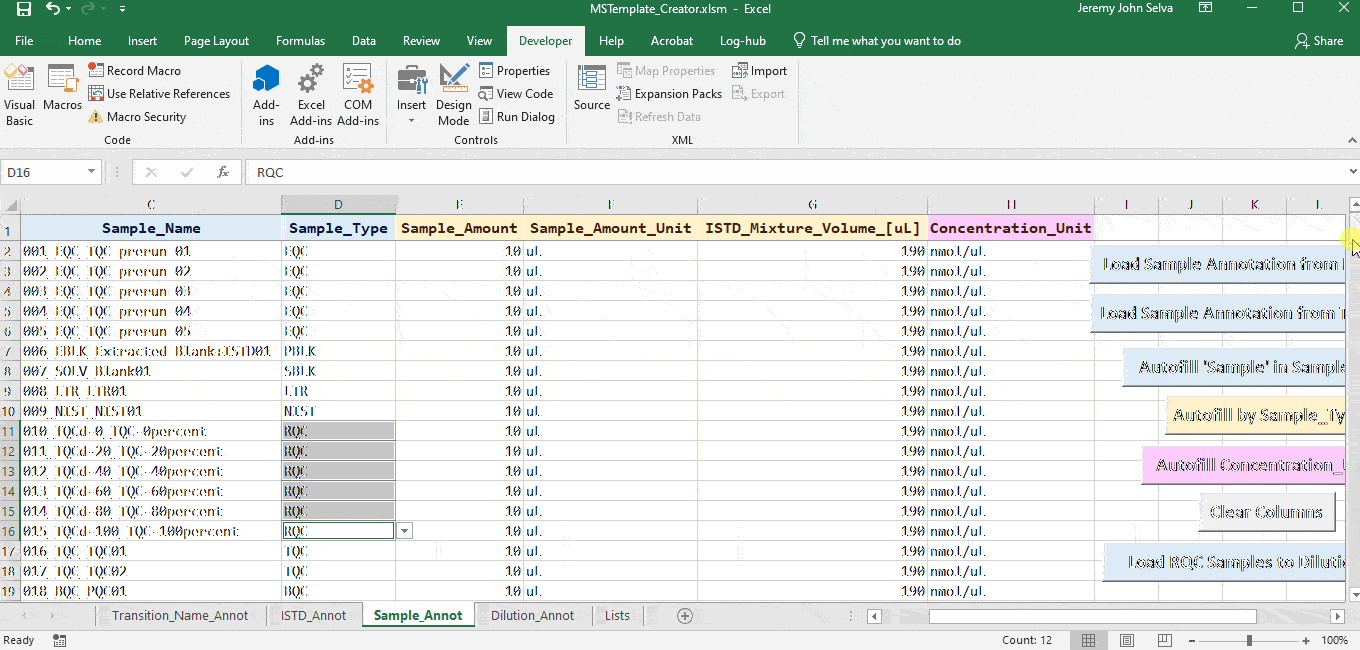 MSTemplate_Creator.xlsm - Excel
Jeremy John Selva
File Home Insert Page Layout Formulas Data Review View Developer Help Acrobat Log-hub Tell me what you want to do Share
Visual Basic
Macros
Record Macro
Use Relative References
Macro Security
Code
Add-ins
Excel Add-ins
COM Add-ins
Add-ins
Insert
Design Mode
Properties
View Code
Run Dialog
Controls
Source
Map Properties
Expansion Packs
Refresh Data
Import
Export
XML
D16 fx RQC
C D E F G H I J K L
1 Sample_Name Sample_Type Sample_Amount Sample_Amount_Unit ISTD_Mixture_Volume_[uL] Concentration_Unit
2 001_EQC_TQC prerun 01 EQC 10 uL 190 nmol/uL
3 002_EQC_TQC prerun 02 EQC 10 uL 190 nmol/uL
4 003_EQC_TQC prerun 03 EQC 10 uL 190 nmol/uL
5 004_EQC_TQC prerun 04 EQC 10 uL 190 nmol/uL
6 005_EQC_TQC prerun 05 EQC 10 uL 190 nmol/uL
7 006_EBLK_Extracted Blank+ISTD01 PBLK 10 uL 190 nmol/uL
8 007_SOLV_Blank01 SBLK 10 uL 190 nmol/uL
9 008_LTR_LTR01 LTR 10 uL 190 nmol/uL
10 009_NIST_NIST01 NIST 10 uL 190 nmol/uL
11 010_TQCd-0_TQC-0percent RQC 10 uL 190 nmol/uL
12 011_TQCd-20_TQC-20percent RQC 10 uL 190 nmol/uL
13 012_TQCd-40_TQC-40percent RQC 10 uL 190 nmol/uL
14 013_TQCd-60_TQC-60percent RQC 10 uL 190 nmol/uL
15 014_TQCd-80_TQC-80percent RQC 10 uL 190 nmol/uL
16 015_TQCd-100_TQC-100percent RQC 10 uL 190 nmol/uL
17 016_TQC_TQC01 TQC 10 uL 190 nmol/uL
18 017_TQC_TQC02 TQC 10 uL 190 nmol/uL
19 018_BQC_PQC01 BQC 10 uL 190 nmol/uL
Load Sample Annotation from
Load Sample Annotation from
Autofill 'Sample' in Sample
Autofill by Sample_Ty
Autofill Concentration_
Clear Columns
Load RQC Samples to Diluti
Transition_Name_Annot ISTD_Annot Sample_Annot Dilution_Annot Lists
Ready Count: 12 100%